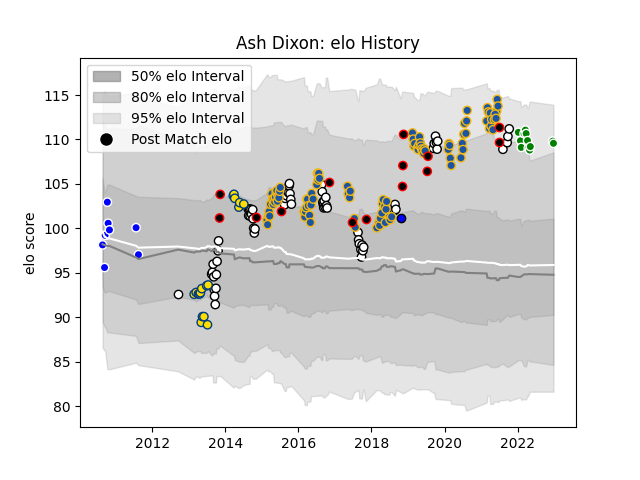 Ash Dixon: elo History
50% elo Interval
80% elo Interval
95% elo Interval
Post Match elo
elo score
115
110
105
100
95
90
85
80
2012
2014
2016
2018
2020
2022